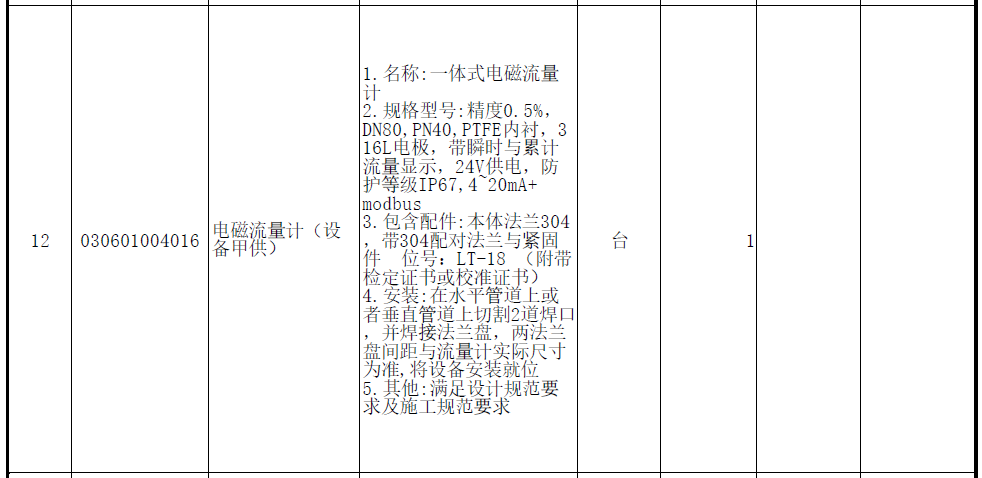 12
030601004016
电磁流量计（设
备甲供）
1.名称:一体式电磁流量
计
2.规格型号:精度0.5%，
DN80,PN40,PTFE内衬，3
16L电极，带瞬时与累计
流量显示，24V供电，防
护等级IP67,4~20mA+
modbus
3.包含配件:本体法兰304
，带304配对法兰与紧固
件 位号：LT-18 （附带
检定证书或校准证书）
4.安装:在水平管道上或
者垂直管道上切割2道焊口
，并焊接法兰盘，两法兰
盘间距与流量计实际尺寸
为准,将设备安装就位
5.其他:满足设计规范要
求及施工规范要求
台
1